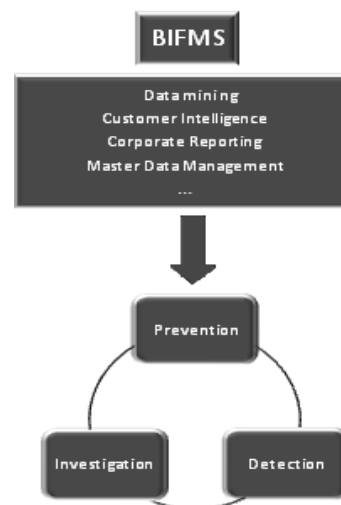 BIFMS
Data mining
Customer Intelligence
Corporate Reporting
Master Data Management
...
Prevention
Investigation
Detection